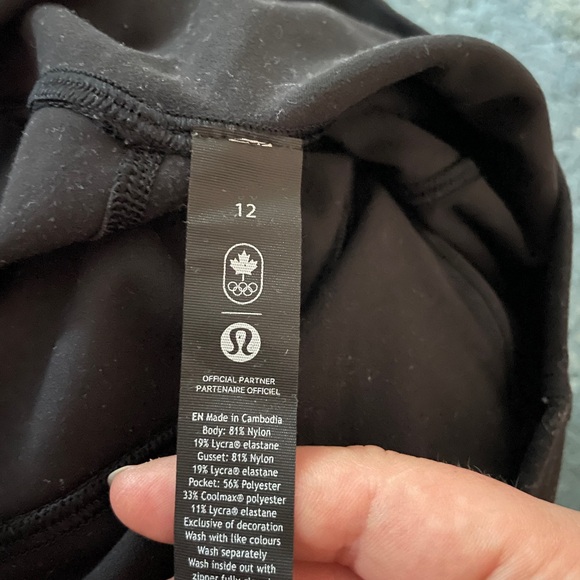 12
OFFICIAL PARTNER
PARTENAIRE OFFICIEL
EN Made in Cambodia
Body: 81% Nylon
19% Lycra® elastane
Gusset: 81% Nylon
19% Lycra® elastane
Pocket: 56% Polyester
33% Coolmax® polyester
11% Lycra® elastane
Exclusive of decoration
Wash with like colours
Wash separately
Wash inside out with
zipper fully